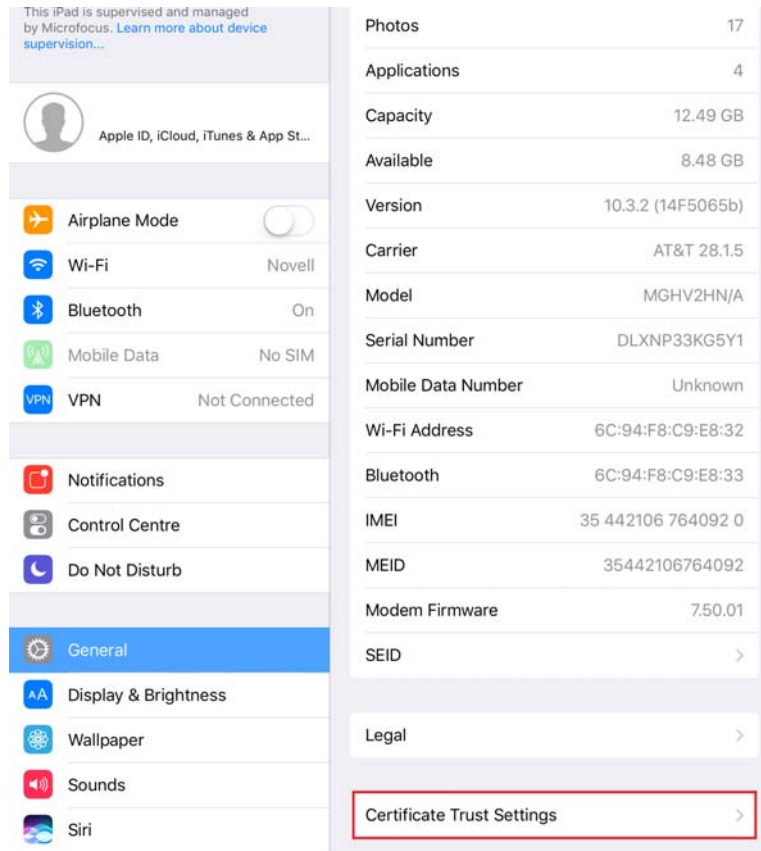 This iPad is supervised and managed
by Microfocus. Learn more about device
supervision...
Apple ID, iCloud, iTunes & App St...
Airplane Mode
Wi-Fi Novell
Bluetooth On
Mobile Data No SIM
VPN VPN Not Connected
Notifications
Control Centre
Do Not Disturb
General
AA Display & Brightness
Wallpaper
Sounds
Siri
Photos 17
Applications 4
Capacity 12.49 GB
Available 8.48 GB
Version 10.3.2 (14F5065b)
Carrier AT&T 28.1.5
Model MGHV2HN/A
Serial Number DLXNP33KG5Y1
Mobile Data Number Unknown
Wi-Fi Address 6C:94:F8:C9:E8:32
Bluetooth 6C:94:F8:C9:E8:33
IMEI 35 442106 764092 0
MEID 35442106764092
Modem Firmware 7.50.01
SEID
Legal
Certificate Trust Settings